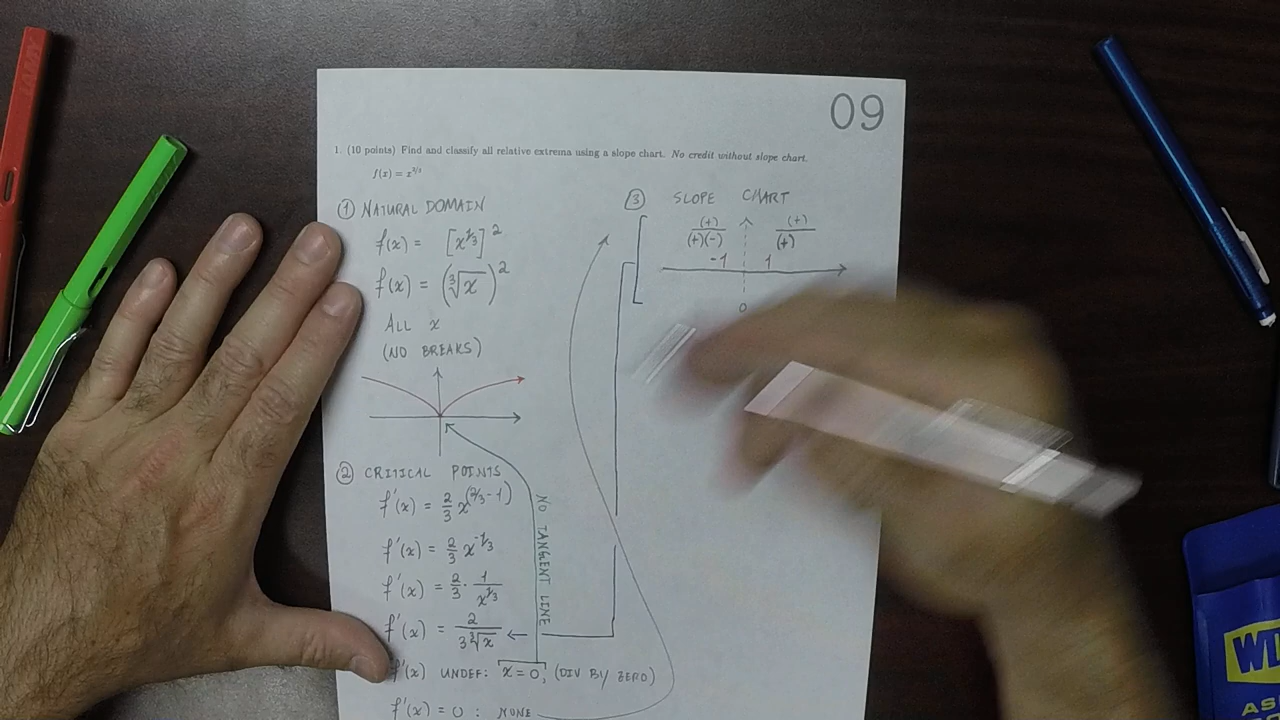 09
1. (10 points) Find and classify all relative extrema using a slope chart. No credit without slope chart.
f(x) = x^{2/3}
① NATURAL DOMAIN
f(x) = [x^{1/3}]^2
f(x) = (∛x)^2
ALL x
(NO BREAKS)
② CRITICAL POINTS
f'(x) = 2/3 x^{(2/3 - 1)}
f'(x) = 2/3 x^{-1/3}
f'(x) = 2/3 · 1/x^{1/3}
f'(x) = 2/(3∛x)
f'(x) UNDEF: x = 0, (DIV BY ZERO)
f'(x) = 0 : NONE
NO TANGENT LINE
③ SLOPE CHART
(+)/(+)(-) (+)/(+)
-1 1
0